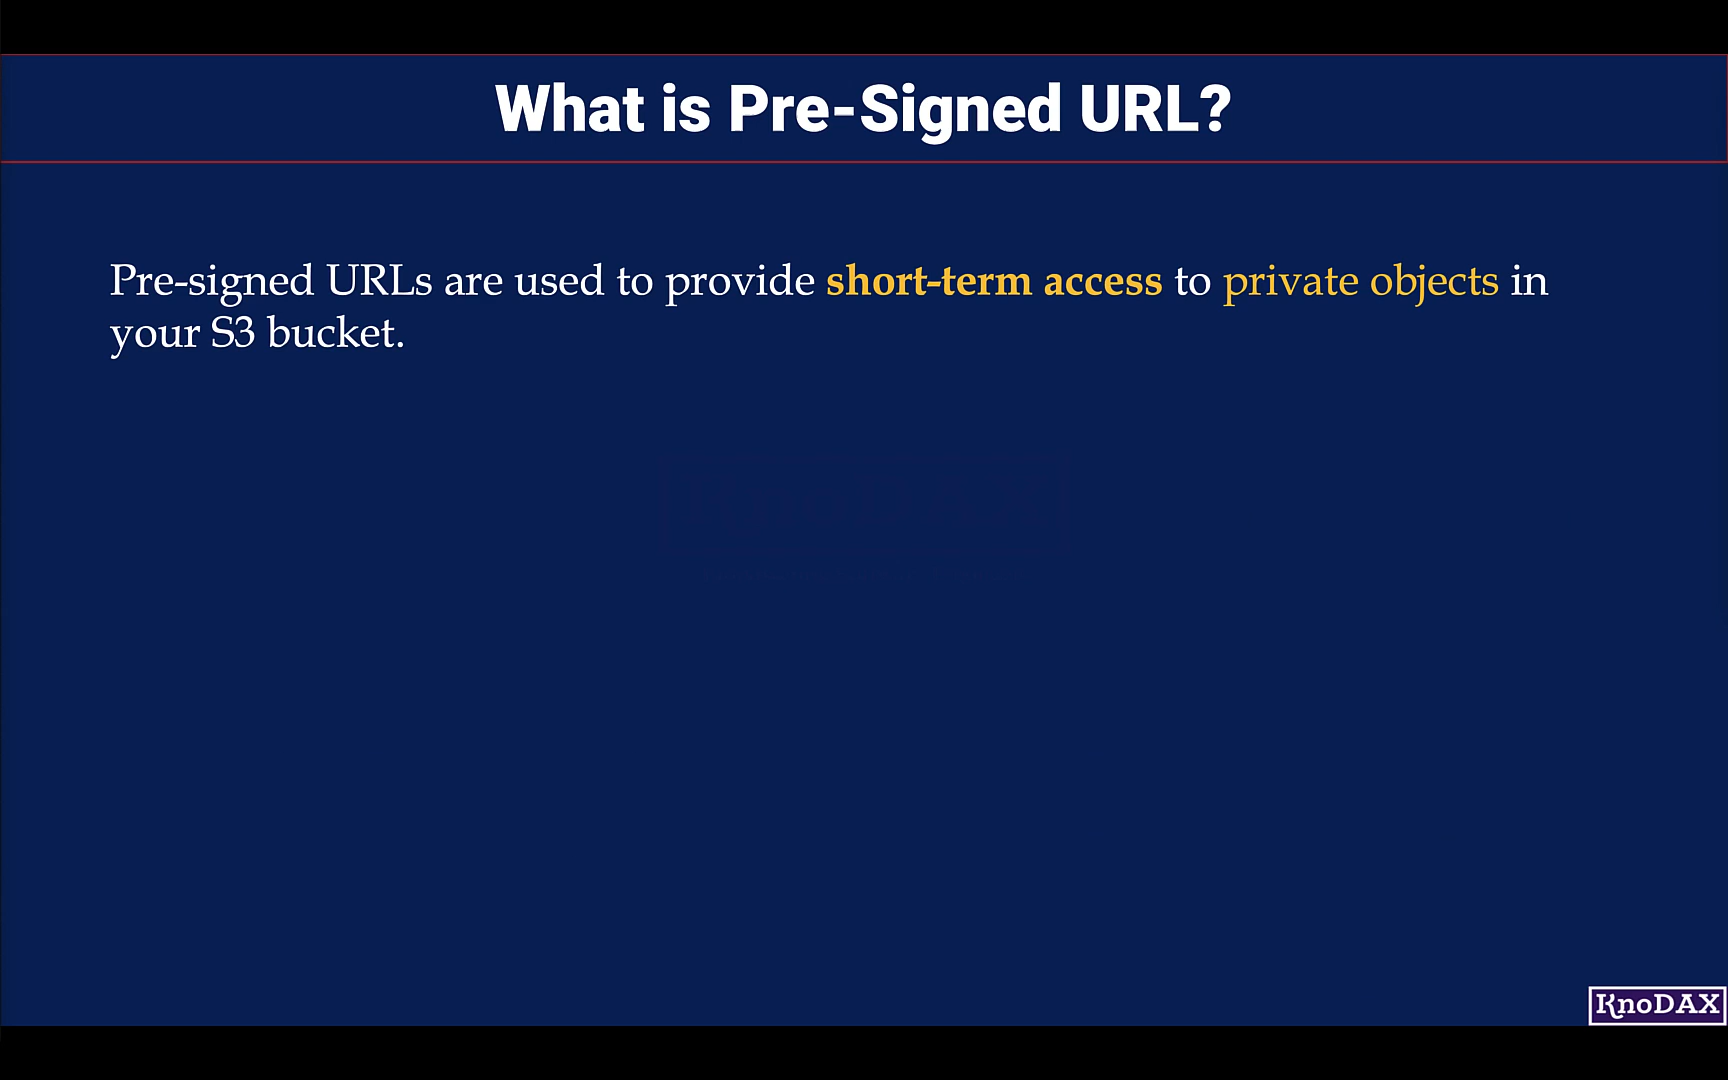 What is Pre-Signed URL?
Pre-signed URLs are used to provide short-term access to private objects in
your S3 bucket.
KnoDAX
KnoDAX